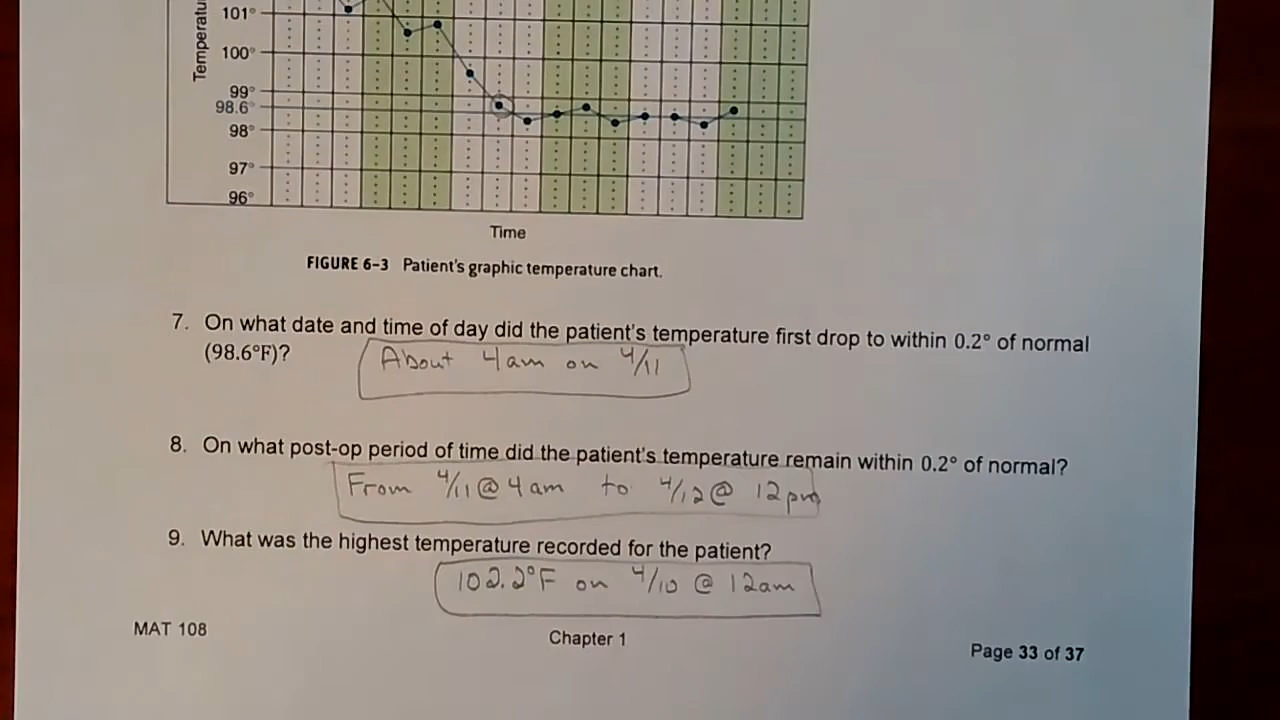 Temperatu
101°
100°
99°
98.6°
98°
97°
96°
Time
FIGURE 6–3 Patient's graphic temperature chart.
7. On what date and time of day did the patient's temperature first drop to within 0.2° of normal
(98.6°F)?
About 4am on 4/11
8. On what post-op period of time did the patient's temperature remain within 0.2° of normal?
From 4/11 @ 4am to 4/12 @ 12pm
9. What was the highest temperature recorded for the patient?
102.2°F on 4/10 @ 12am
MAT 108
Chapter 1
Page 33 of 37